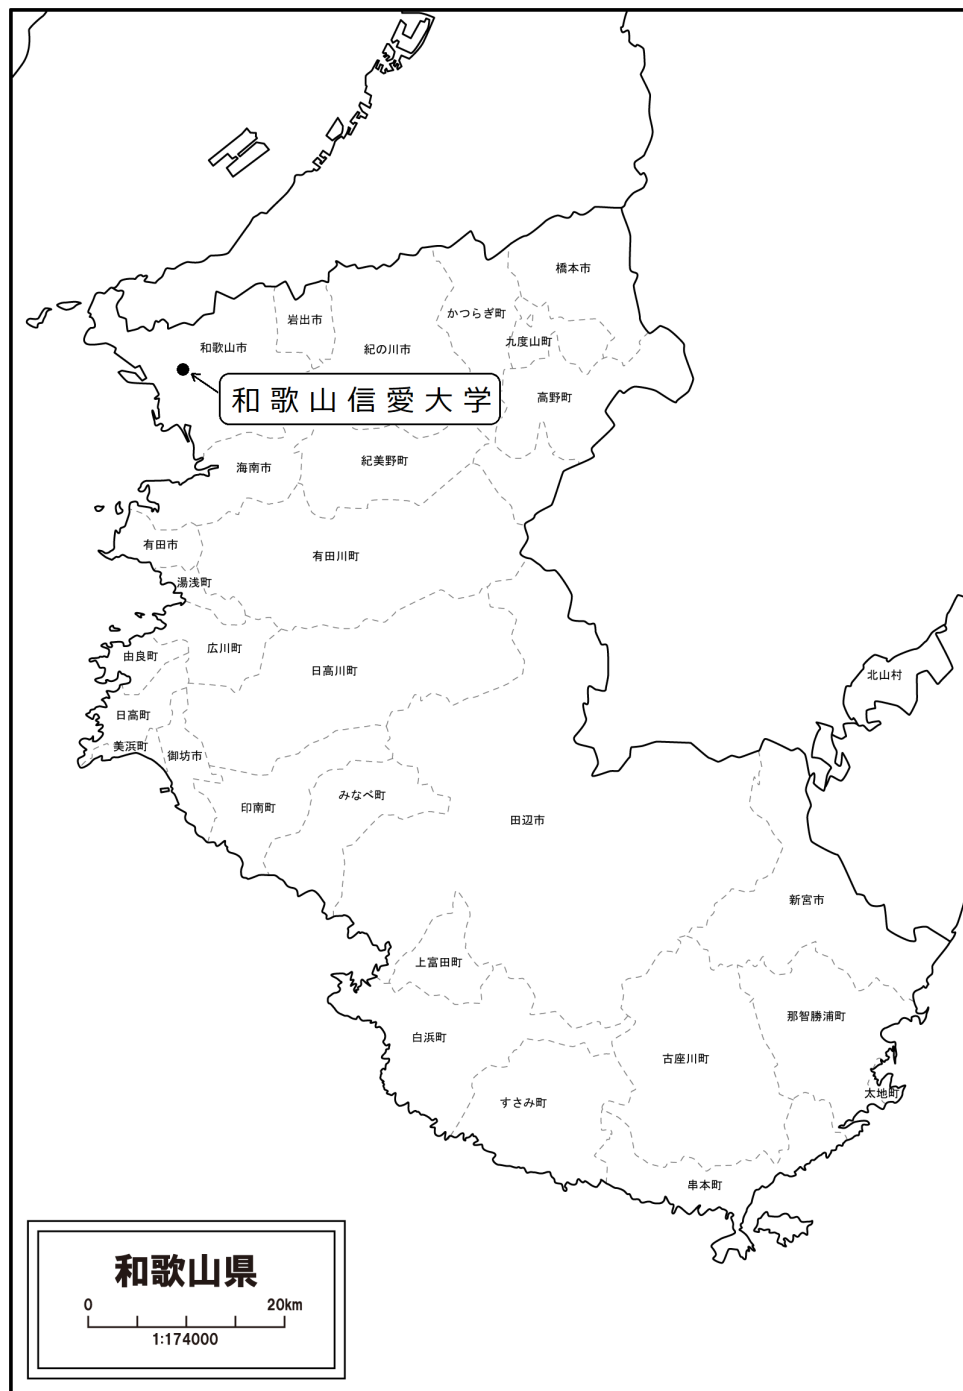 橋本市
かつらぎ町
岩出市
九度山町
和歌山市
紀の川市
和歌山信愛大学
高野町
紀美野町
海南市
有田市
有田川町
湯浅町
広川町
由良町
日高川町
北山村
日高町
美浜町
御坊市
みなべ町
印南町
田辺市
新宮市
上富田町
那智勝浦町
白浜町
古座川町
太地町
すさみ町
串本町
和歌山県
0 20km
1:174000